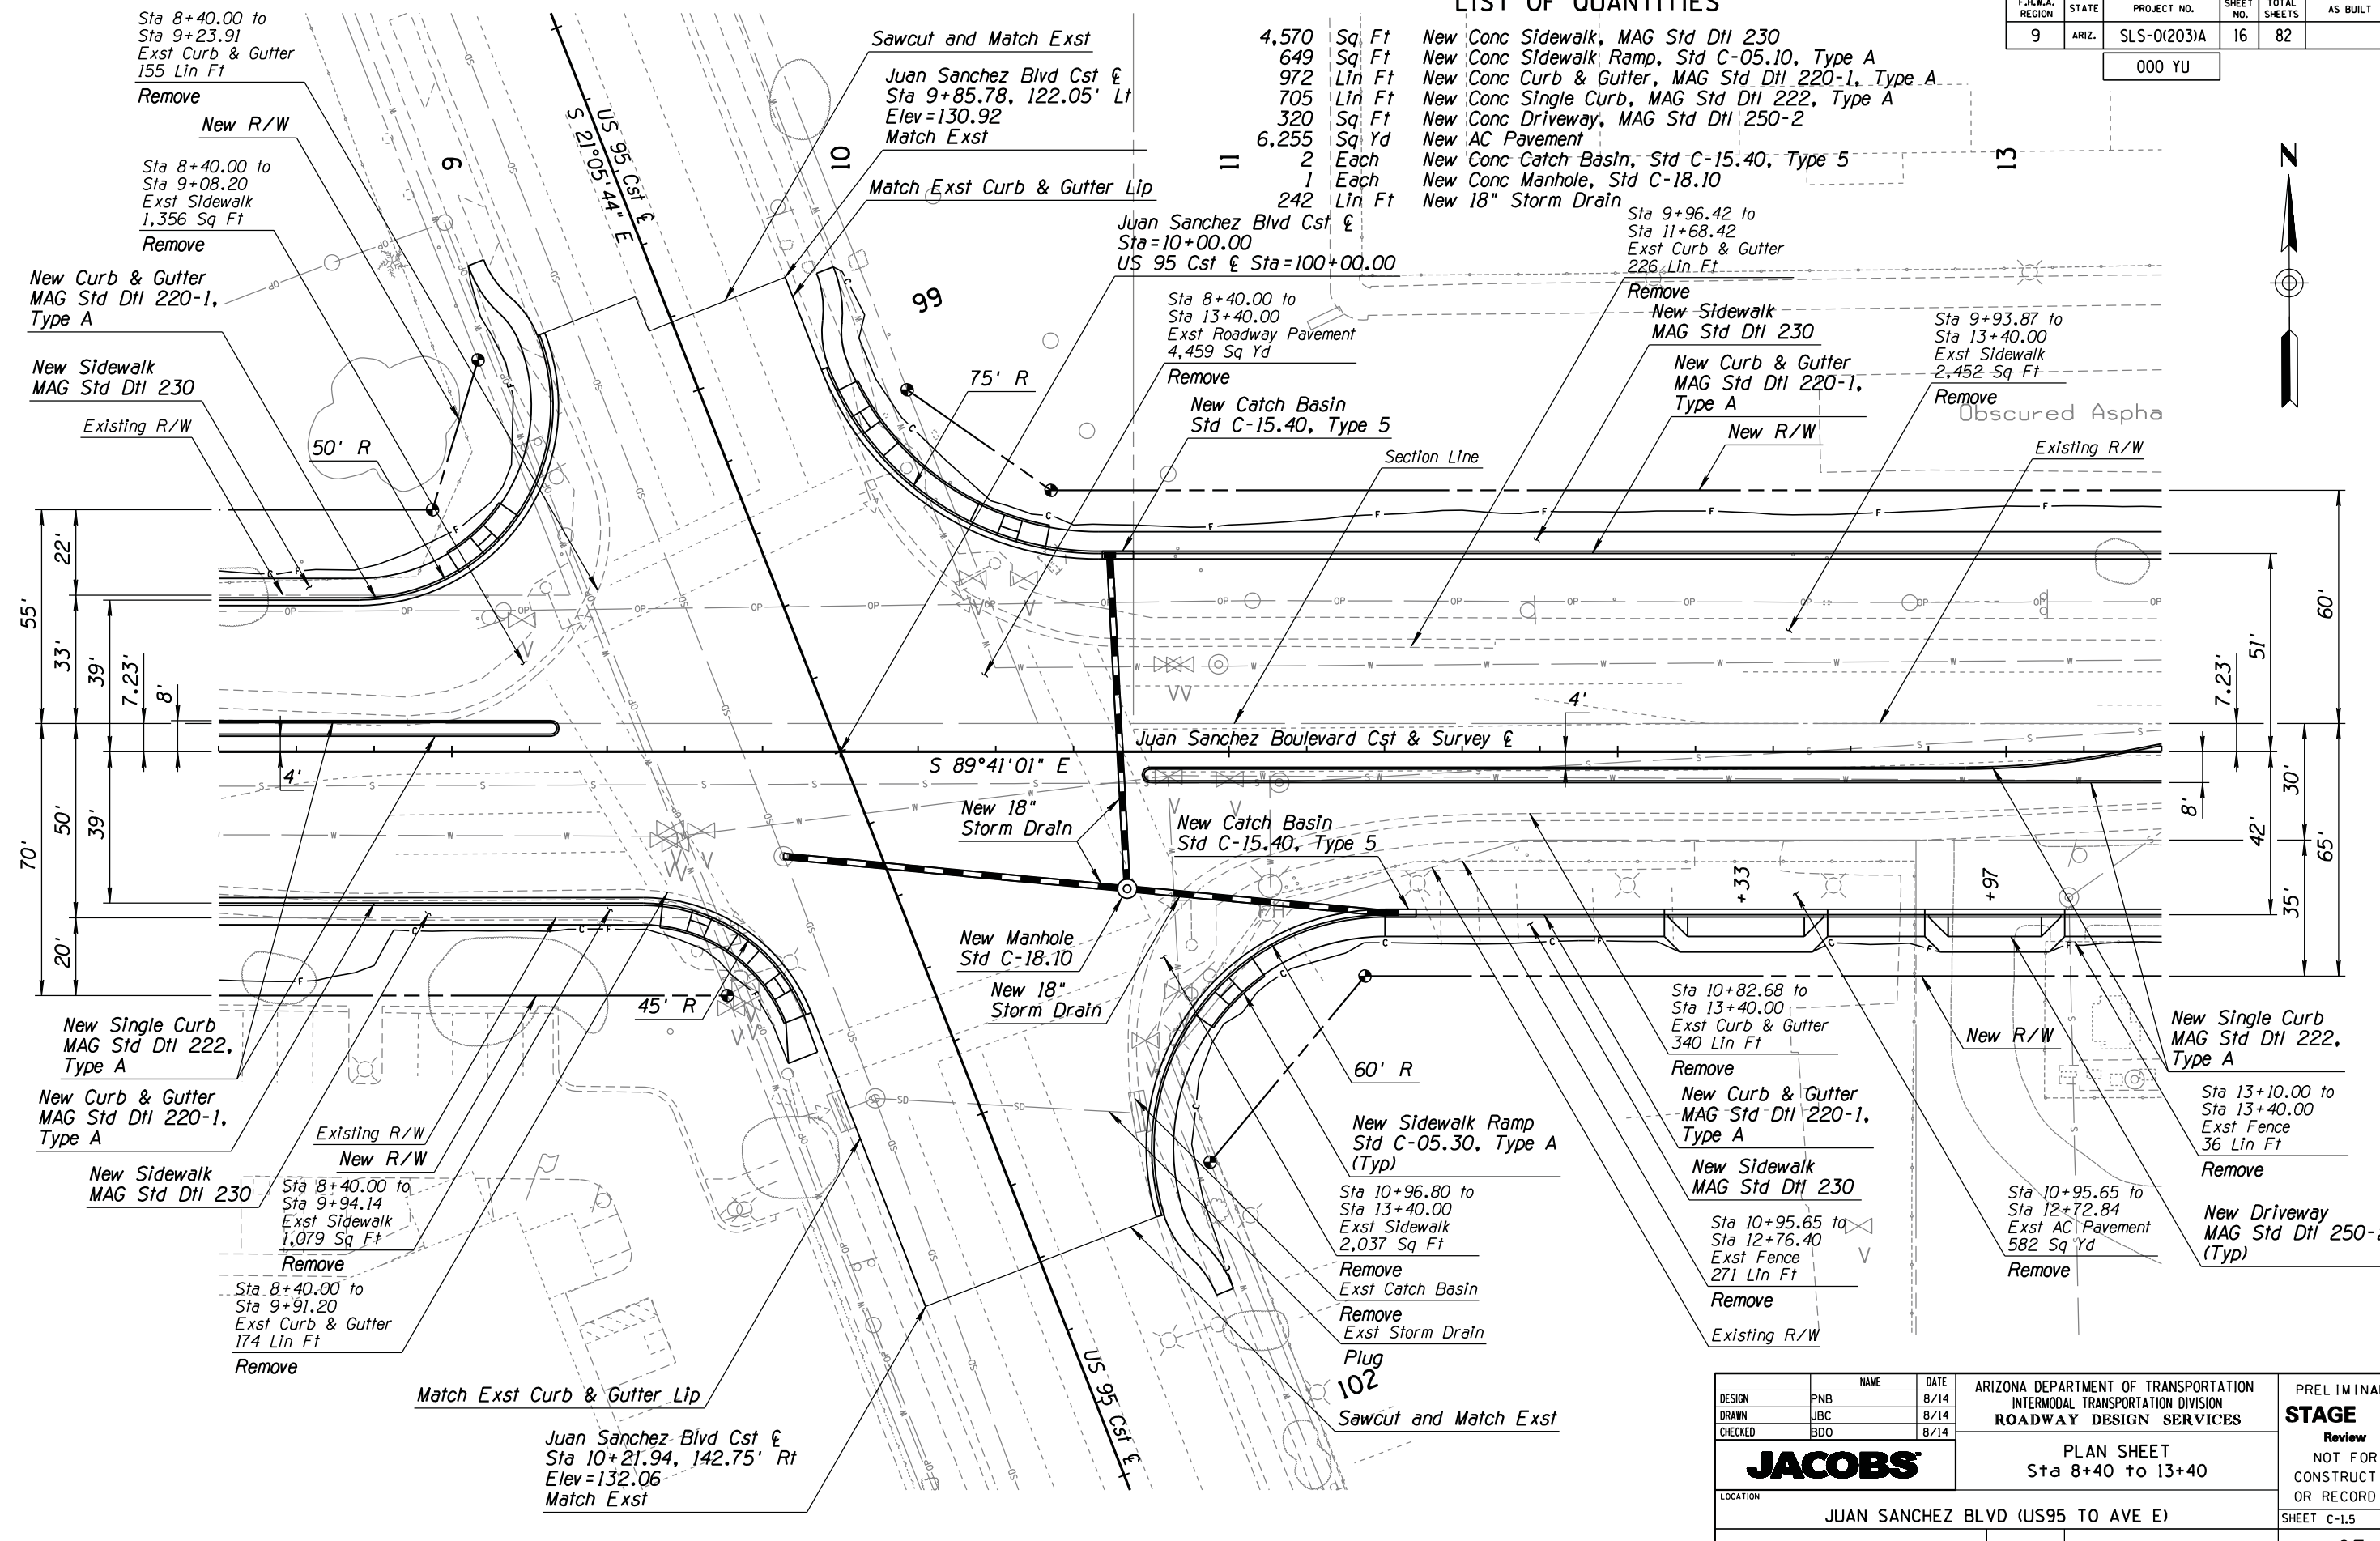 LIST OF QUANTITIES
4,570 Sq Ft New Conc Sidewalk, MAG Std Dtl 230
649 Sq Ft New Conc Sidewalk Ramp, Std C-05.10, Type A
972 Lin Ft New Conc Curb & Gutter, MAG Std Dtl 220-1, Type A
705 Lin Ft New Conc Single Curb, MAG Std Dtl 222, Type A
320 Sq Ft New Conc Driveway, MAG Std Dtl 250-2
6,255 Sq Yd New AC Pavement
2 Each New Conc Catch Basin, Std C-15.40, Type 5
1 Each New Conc Manhole, Std C-18.10
242 Lin Ft New 18" Storm Drain
F.H.W.A. REGION STATE PROJECT NO. SHEET NO. TOTAL SHEETS AS BUILT
9 ARIZ. SLS-0(203)A 16 82
000 YU
N
Sta 8+40.00 to
Sta 9+23.91
Exst Curb & Gutter
155 Lin Ft
Remove
New R/W
Sta 8+40.00 to
Sta 9+08.20
Exst Sidewalk
1,356 Sq Ft
Remove
New Curb & Gutter
MAG Std Dtl 220-1,
Type A
New Sidewalk
MAG Std Dtl 230
Existing R/W
50' R
US 95 Cst ℄
S 21°05'44" E
9
10
11
13
99
Sawcut and Match Exst
Juan Sanchez Blvd Cst ℄
Sta 9+85.78, 122.05' Lt
Elev=130.92
Match Exst
Match Exst Curb & Gutter Lip
Juan Sanchez Blvd Cst ℄
Sta=10+00.00
US 95 Cst ℄ Sta=100+00.00
Sta 8+40.00 to
Sta 13+40.00
Exst Roadway Pavement
4,459 Sq Yd
Remove
75' R
New Catch Basin
Std C-15.40, Type 5
Section Line
Sta 9+96.42 to
Sta 11+68.42
Exst Curb & Gutter
226 Lin Ft
Remove
New Sidewalk
MAG Std Dtl 230
New Curb & Gutter
MAG Std Dtl 220-1,
Type A
New R/W
Sta 9+93.87 to
Sta 13+40.00
Exst Sidewalk
2,452 Sq Ft
Remove
Obscured Aspha
Existing R/W
55'
22'
33'
39'
7.23'
8'
4'
70'
50'
39'
20'
4'
60'
51'
7.23'
30'
8'
42'
65'
35'
Juan Sanchez Boulevard Cst & Survey ℄
S 89°41'01" E
New 18"
Storm Drain
New Catch Basin
Std C-15.40, Type 5
New Manhole
Std C-18.10
New 18"
Storm Drain
+33
+97
45' R
60' R
New Single Curb
MAG Std Dtl 222,
Type A
New Curb & Gutter
MAG Std Dtl 220-1,
Type A
Existing R/W
New R/W
New Sidewalk
MAG Std Dtl 230
Sta 8+40.00 to
Sta 9+94.14
Exst Sidewalk
1,079 Sq Ft
Remove
Sta 8+40.00 to
Sta 9+91.20
Exst Curb & Gutter
174 Lin Ft
Remove
Match Exst Curb & Gutter Lip
Juan Sanchez Blvd Cst ℄
Sta 10+21.94, 142.75' Rt
Elev=132.06
Match Exst
US 95 Cst ℄
102
New Sidewalk Ramp
Std C-05.30, Type A
(Typ)
Sta 10+96.80 to
Sta 13+40.00
Exst Sidewalk
2,037 Sq Ft
Remove
Exst Catch Basin
Remove
Exst Storm Drain
Plug
Sawcut and Match Exst
Sta 10+82.68 to
Sta 13+40.00
Exst Curb & Gutter
340 Lin Ft
Remove
New Curb & Gutter
MAG Std Dtl 220-1,
Type A
New Sidewalk
MAG Std Dtl 230
Sta 10+95.65 to
Sta 12+76.40
Exst Fence
271 Lin Ft
Remove
Existing R/W
New R/W
Sta 10+95.65 to
Sta 12+72.84
Exst AC Pavement
582 Sq Yd
Remove
New Single Curb
MAG Std Dtl 222,
Type A
Sta 13+10.00 to
Sta 13+40.00
Exst Fence
36 Lin Ft
Remove
New Driveway
MAG Std Dtl 250-2
(Typ)
NAME DATE
DESIGN PNB 8/14
DRAWN JBC 8/14
CHECKED BDO 8/14
JACOBS
ARIZONA DEPARTMENT OF TRANSPORTATION
INTERMODAL TRANSPORTATION DIVISION
ROADWAY DESIGN SERVICES
PLAN SHEET
Sta 8+40 to 13+40
LOCATION
JUAN SANCHEZ BLVD (US95 TO AVE E)
PRELIMINA
STAGE
Review
NOT FOR
CONSTRUCT
OR RECORD
SHEET C-1.5